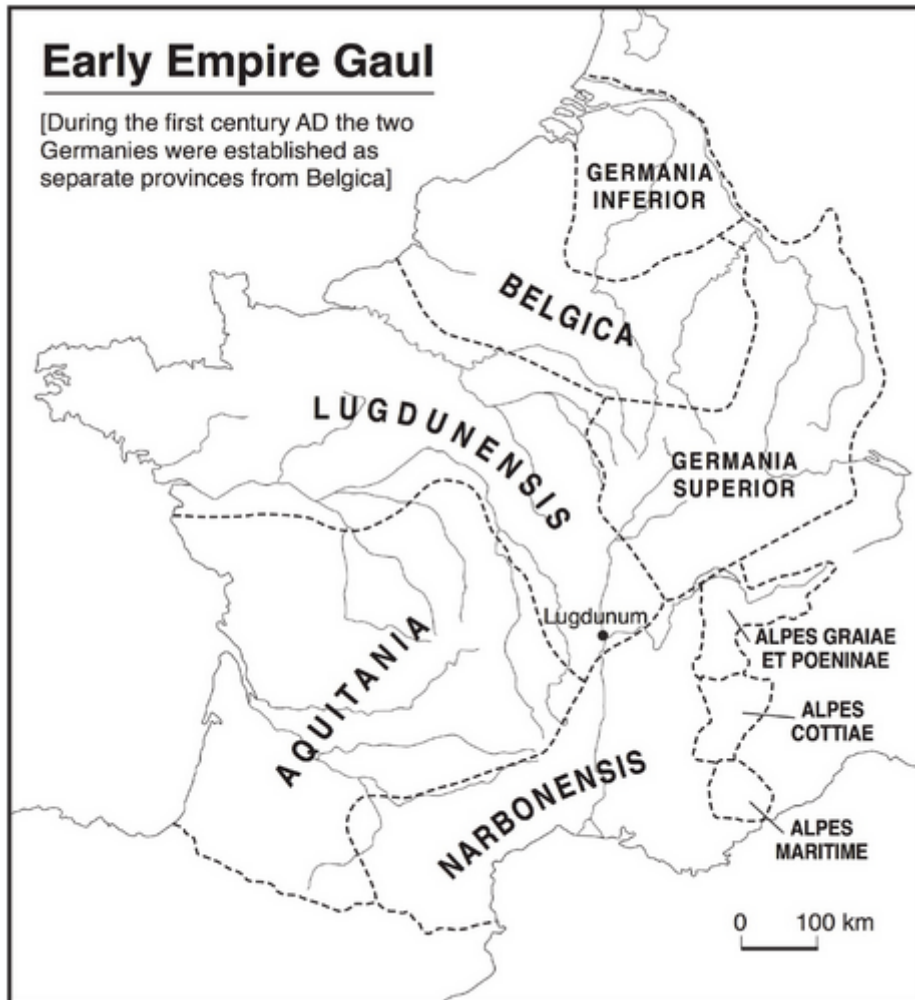 Early Empire Gaul
[During the first century AD the two
Germanies were established as
separate provinces from Belgica]
GERMANIA
INFERIOR
BELGICA
LUGDUNENSIS
GERMANIA
SUPERIOR
Lugdunum
ALPES GRAIAE
ET POENINAE
AQUITANIA
ALPES
COTTIAE
NARBONENSIS
ALPES
MARITIME
0 100 km